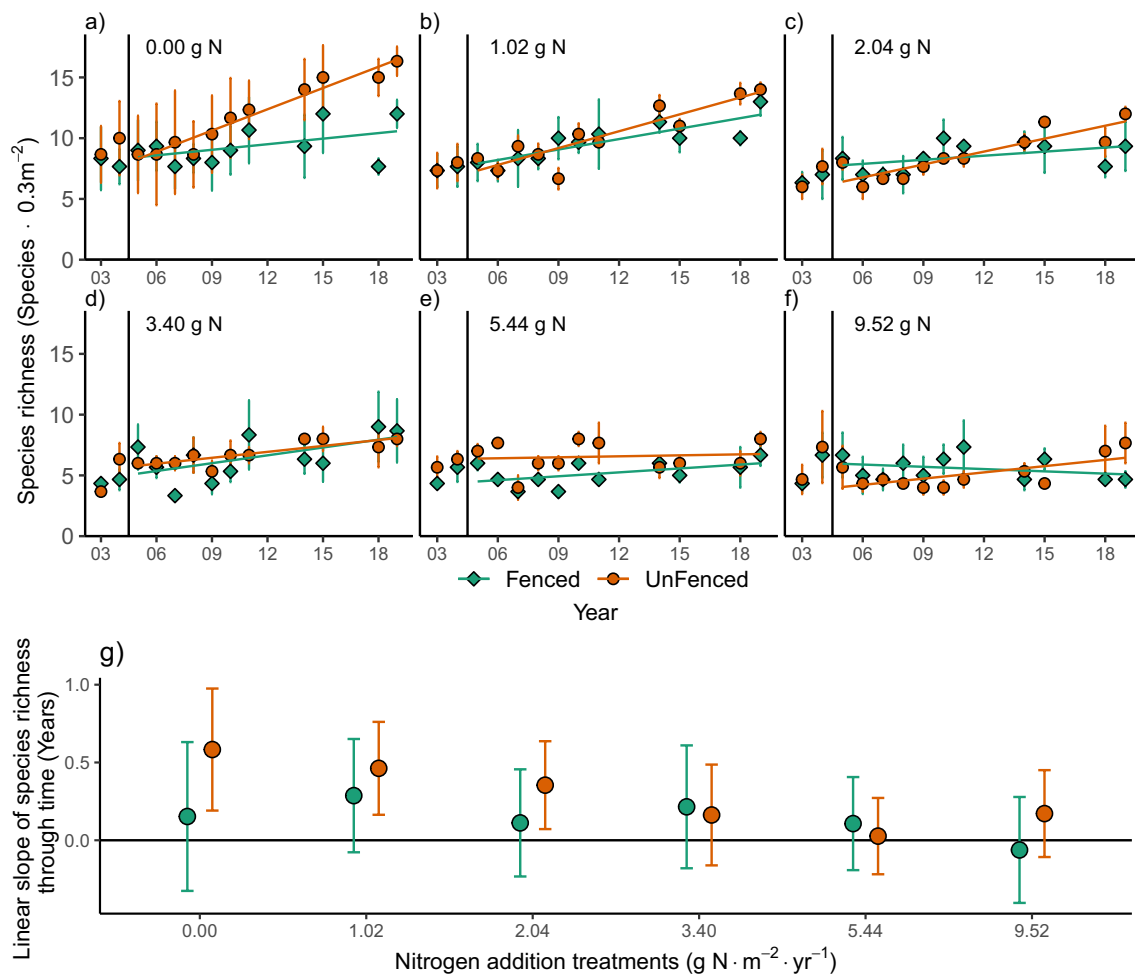 a)
b)
c)
0.00 g N
1.02 g N
2.04 g N
15
10
5
0
03 06 09 12 15 18
03 06 09 12 15 18
03 06 09 12 15 18
d)
e)
f)
3.40 g N
5.44 g N
9.52 g N
15
10
5
0
03 06 09 12 15 18
03 06 09 12 15 18
03 06 09 12 15 18
Species richness (Species · 0.3m⁻²)
Fenced UnFenced
Year
g)
Linear slope of species richness
through time (Years)
1.0
0.5
0.0
0.00 1.02 2.04 3.40 5.44 9.52
Nitrogen addition treatments (g N · m⁻² · yr⁻¹)